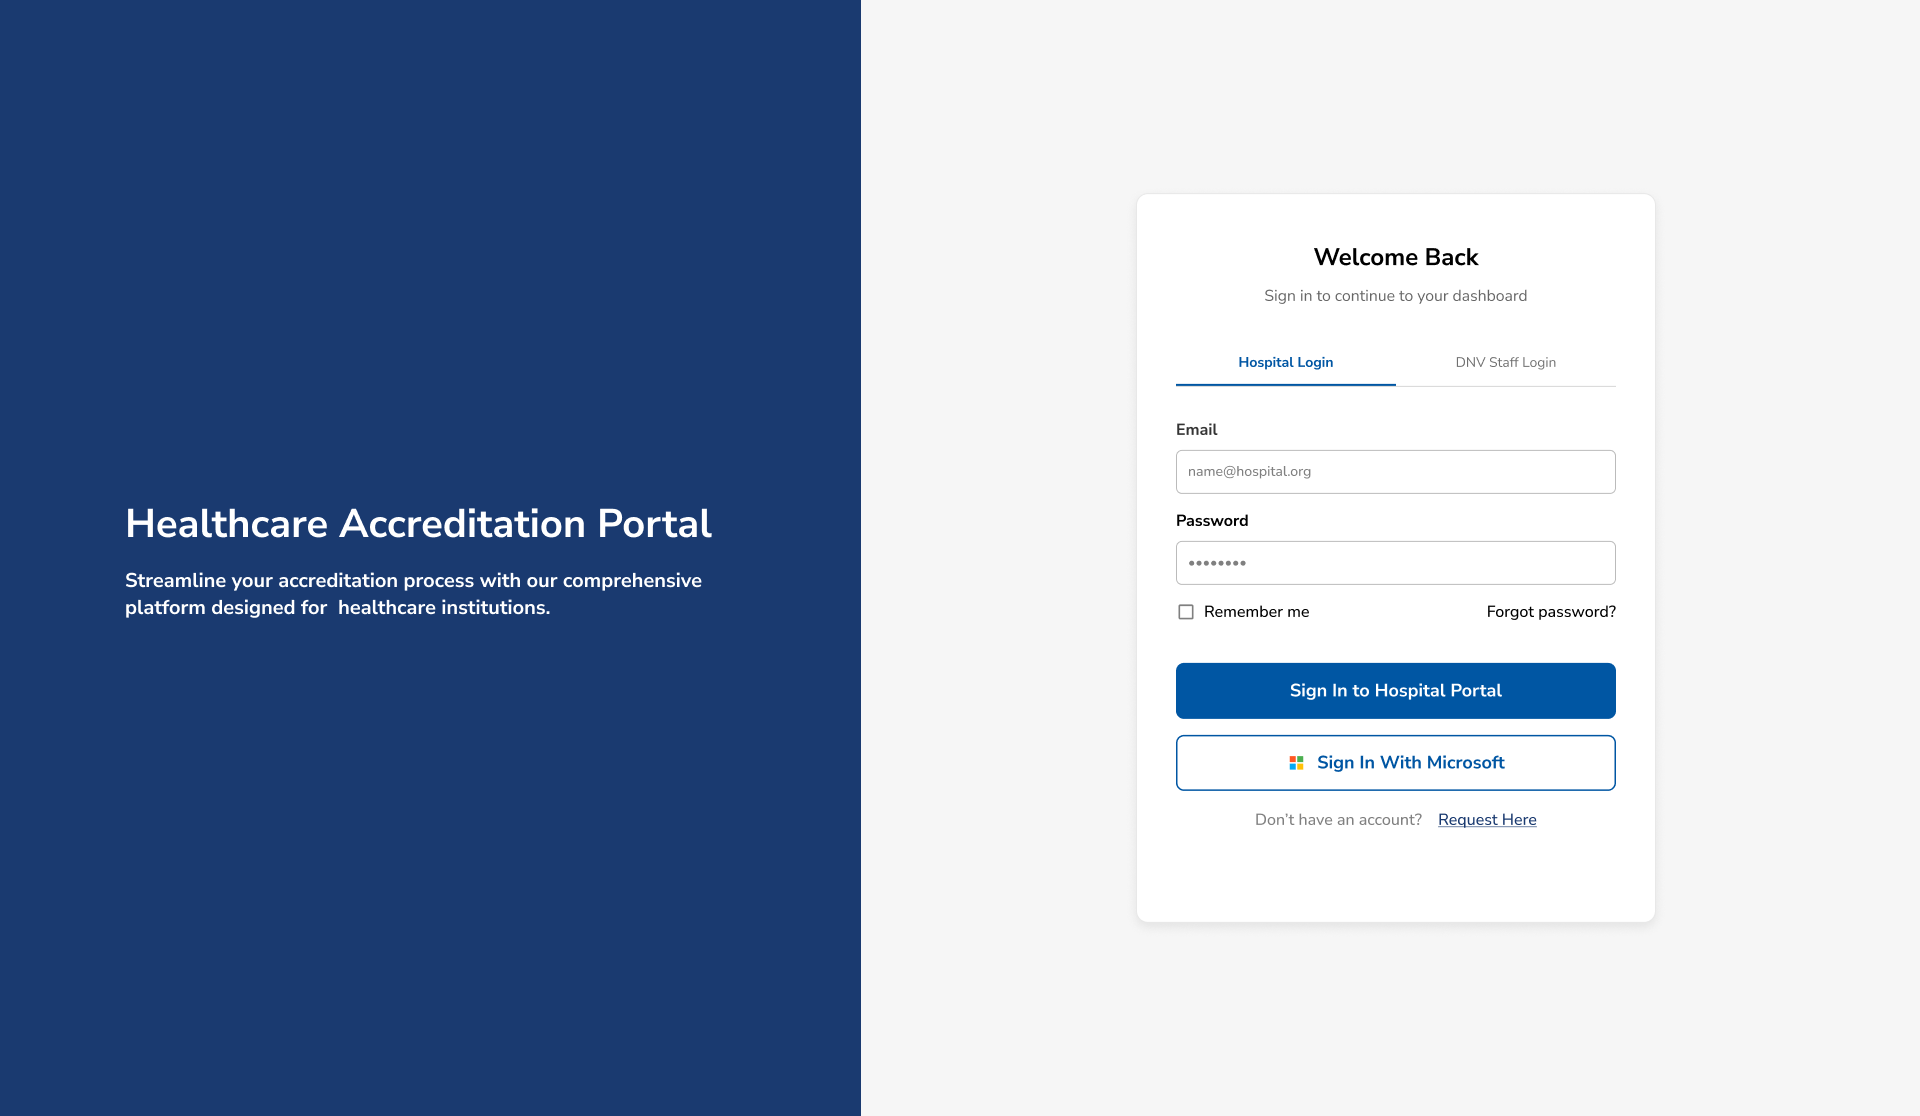 Healthcare Accreditation Portal
Streamline your accreditation process with our comprehensive
platform designed for  healthcare institutions.
Welcome Back
Sign in to continue to your dashboard
Hospital Login
DNV Staff Login
Email
name@hospital.org
Password
••••••••
Remember me
Forgot password?
Sign In to Hospital Portal
Sign In With Microsoft
Don't have an account? Request Here